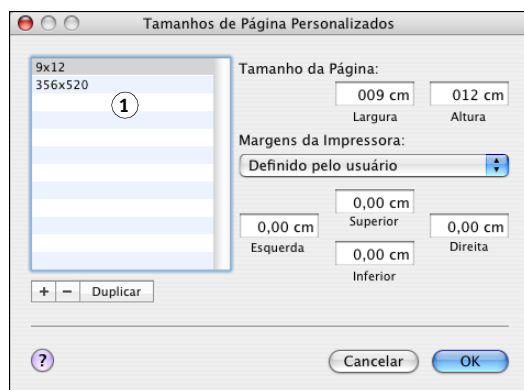 Tamanhos de Página Personalizados
9x12
356x520
1
Tamanho da Página:
009 cm 012 cm
Largura Altura
Margens da Impressora:
Definido pelo usuário
0,00 cm
Superior
0,00 cm 0,00 cm
Esquerda Direita
0,00 cm
Inferior
+ − Duplicar
? Cancelar OK